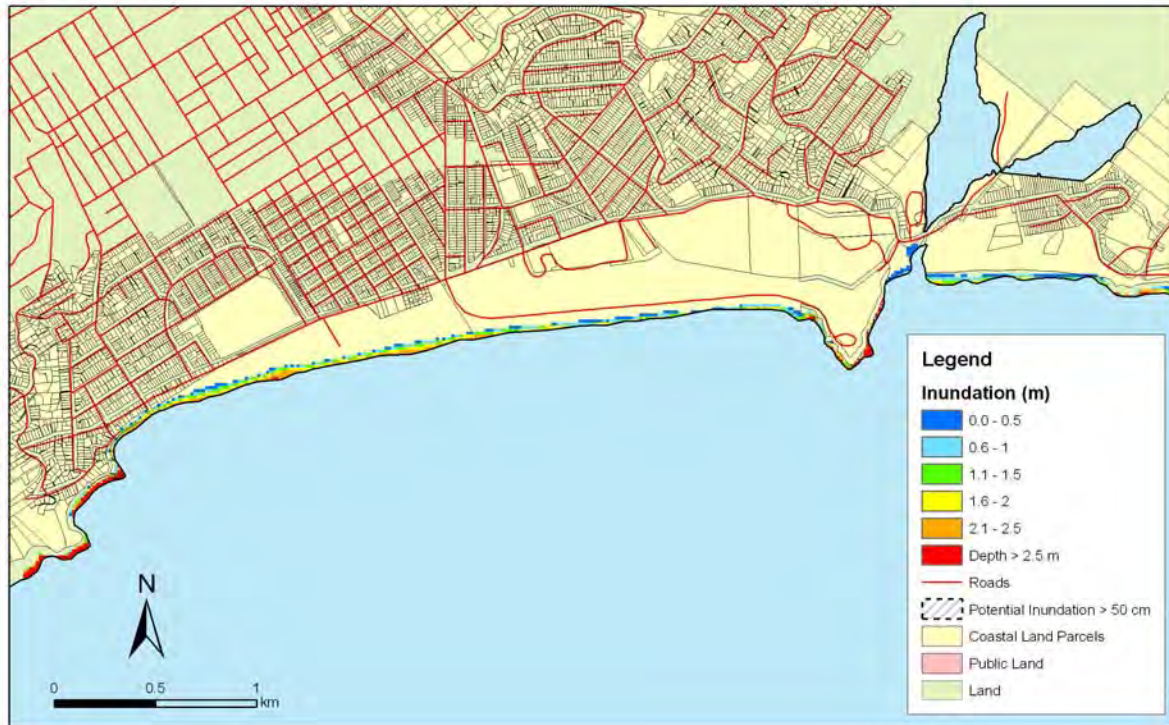 Legend
Inundation (m)
0.0 - 0.5
0.6 - 1
1.1 - 1.5
1.6 - 2
2.1 - 2.5
Depth > 2.5 m
Roads
Potential Inundation > 50 cm
Coastal Land Parcels
Public Land
Land
N
0 0.5 1
km